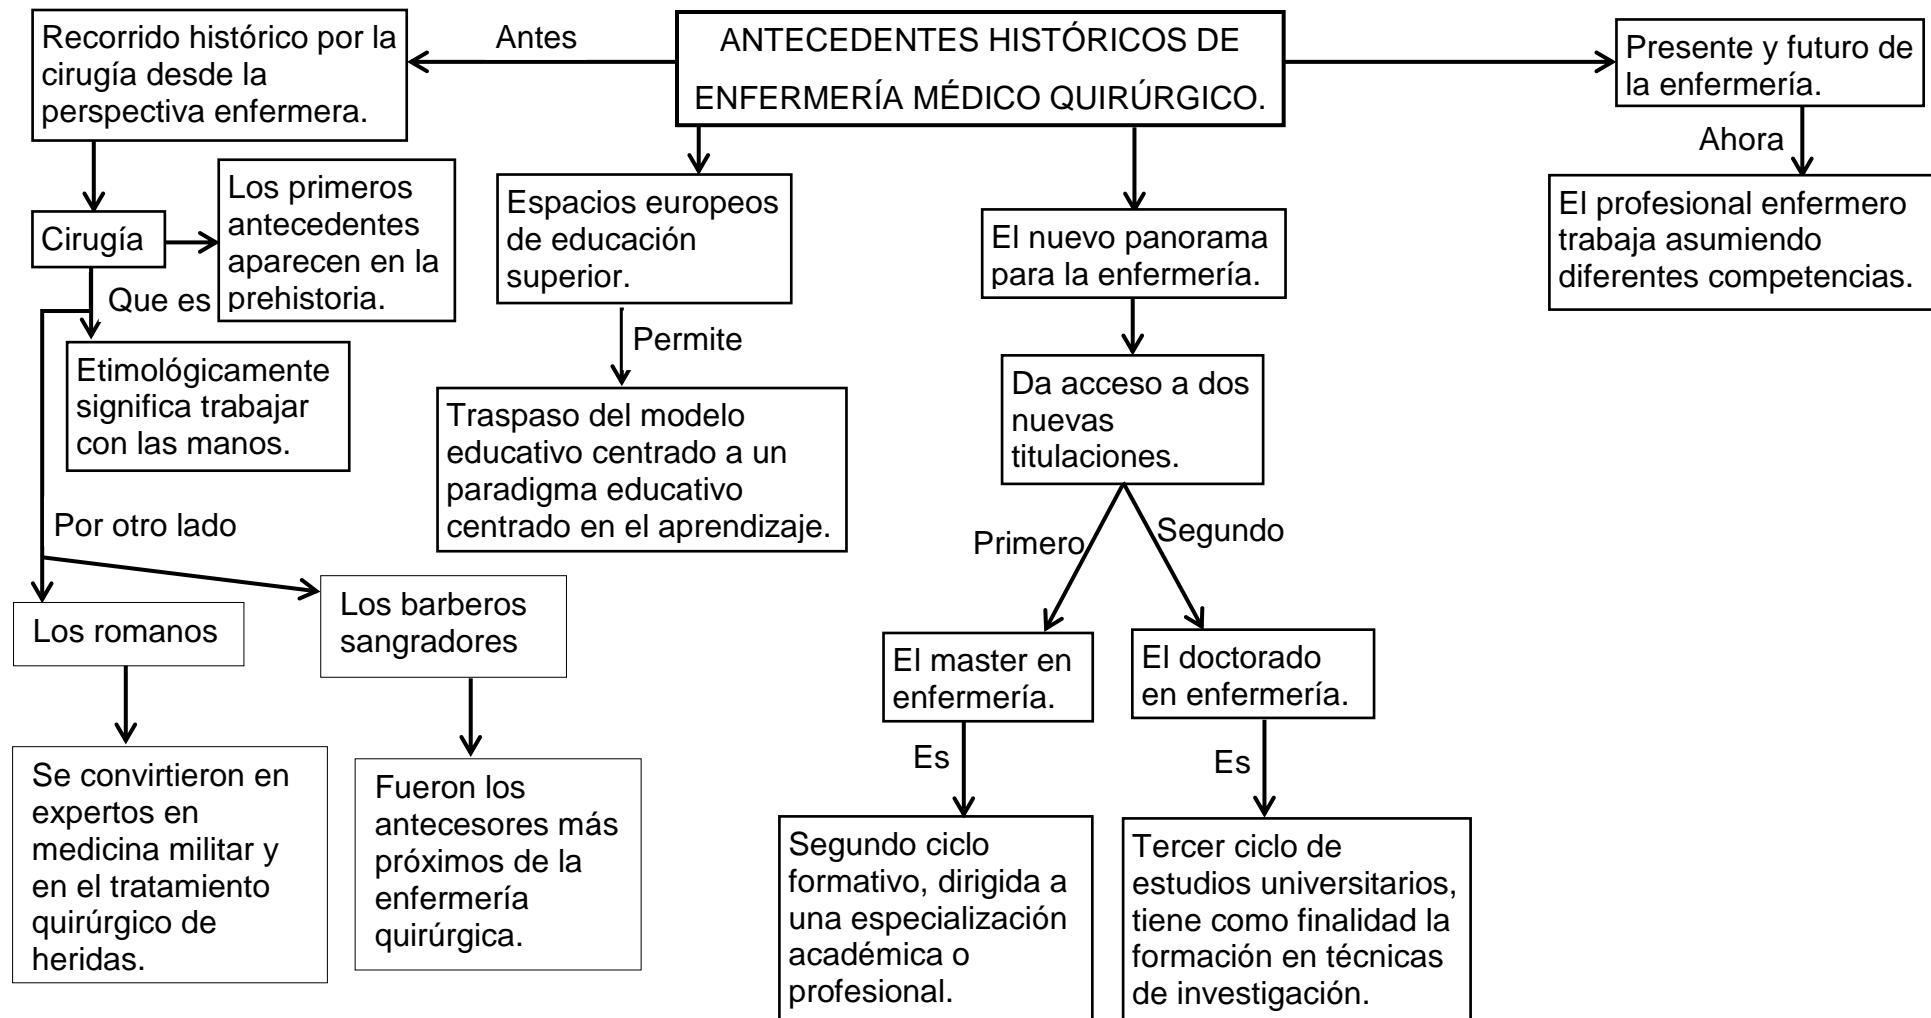 Recorrido histórico por la
cirugía desde la
perspectiva enfermera.
Antes
ANTECEDENTES HISTÓRICOS DE
ENFERMERÍA MÉDICO QUIRÚRGICO.
Presente y futuro de
la enfermería.
Ahora
El profesional enfermero
trabaja asumiendo
diferentes competencias.
Cirugía
Los primeros
antecedentes
aparecen en la
prehistoria.
Que es
Etimológicamente
significa trabajar
con las manos.
Por otro lado
Los romanos
Los barberos
sangradores
Se convirtieron en
expertos en
medicina militar y
en el tratamiento
quirúrgico de
heridas.
Fueron los
antecesores más
próximos de la
enfermería
quirúrgica.
Espacios europeos
de educación
superior.
Permite
Traspaso del modelo
educativo centrado a un
paradigma educativo
centrado en el aprendizaje.
El nuevo panorama
para la enfermería.
Da acceso a dos
nuevas
titulaciones.
Primero
Segundo
El master en
enfermería.
El doctorado
en enfermería.
Es
Es
Segundo ciclo
formativo, dirigida a
una especialización
académica o
profesional.
Tercer ciclo de
estudios universitarios,
tiene como finalidad la
formación en técnicas
de investigación.